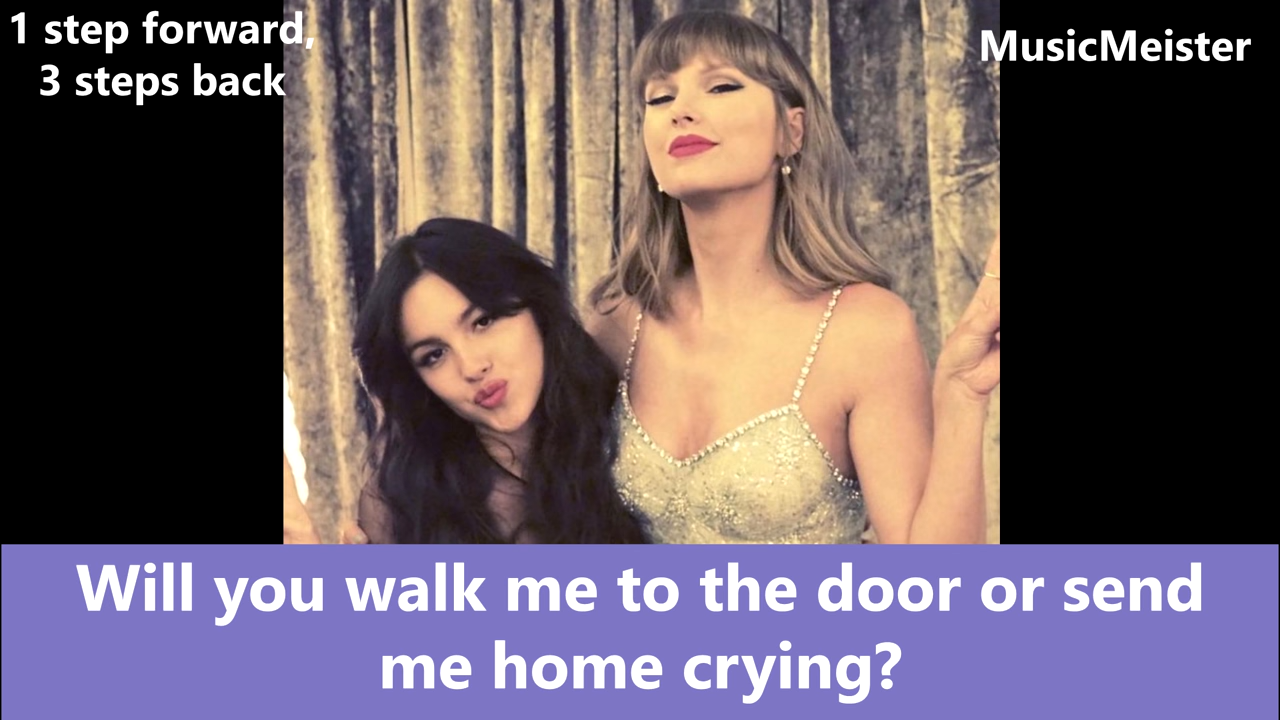 1 step forward,
3 steps back
MusicMeister
Will you walk me to the door or send
me home crying?